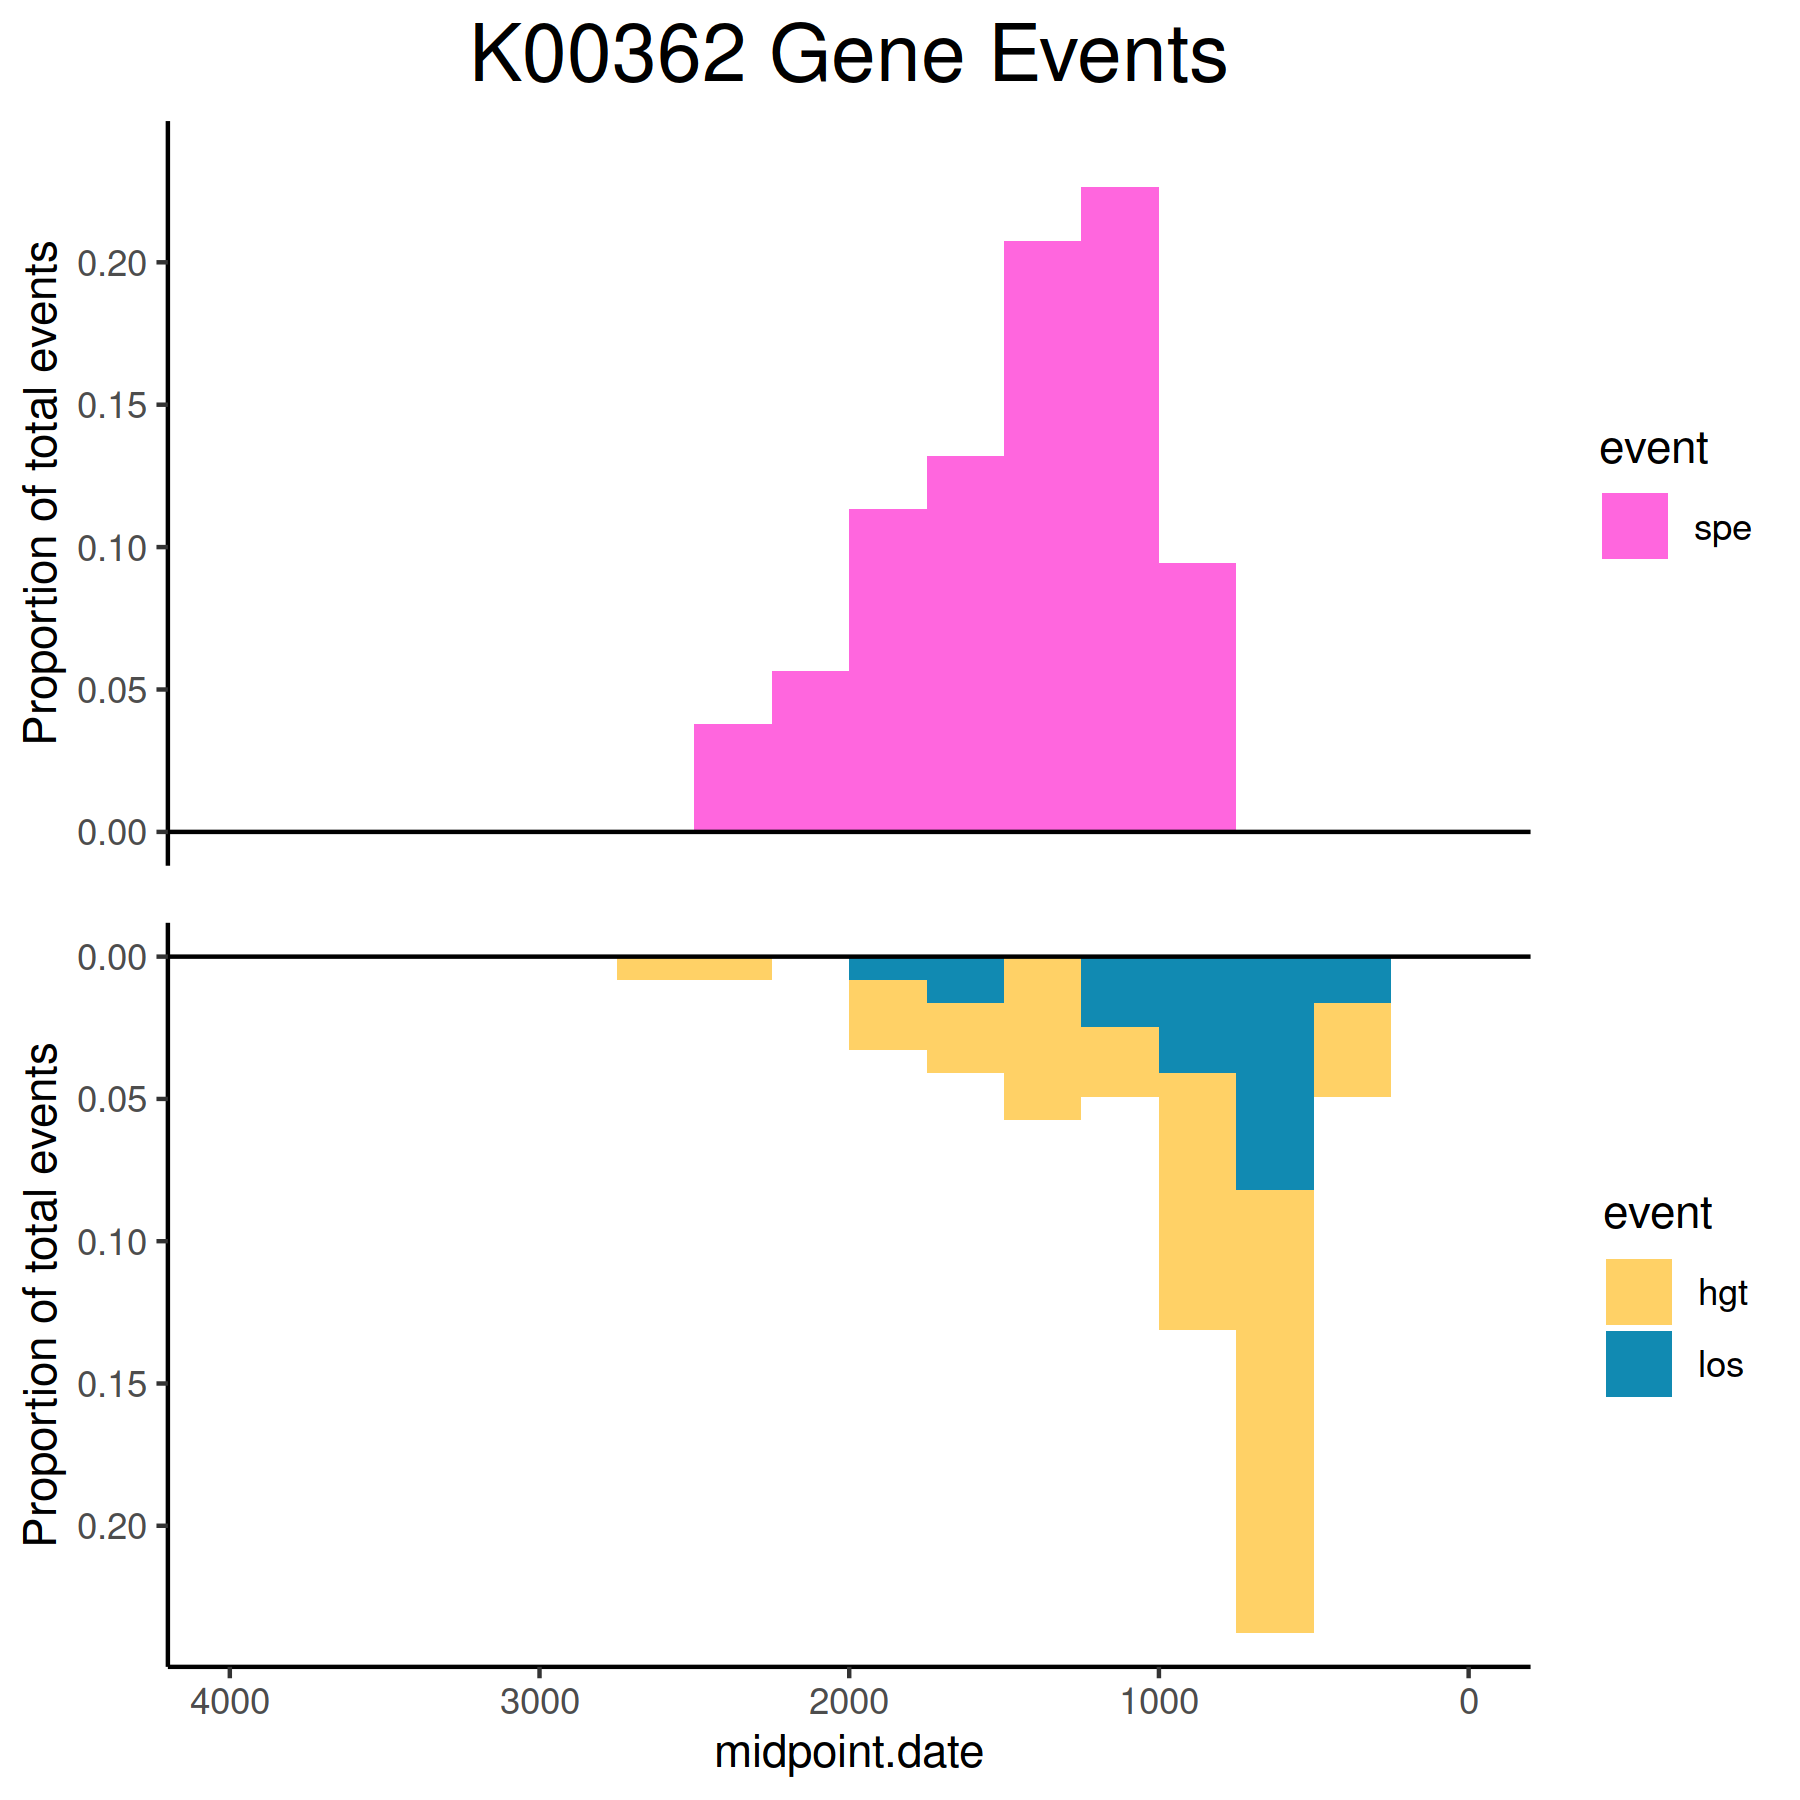 K00362 Gene Events
Proportion of total events
0.20
0.15
0.10
0.05
0.00
event
spe
Proportion of total events
0.00
0.05
0.10
0.15
0.20
event
hgt
los
4000 3000 2000 1000 0
midpoint.date